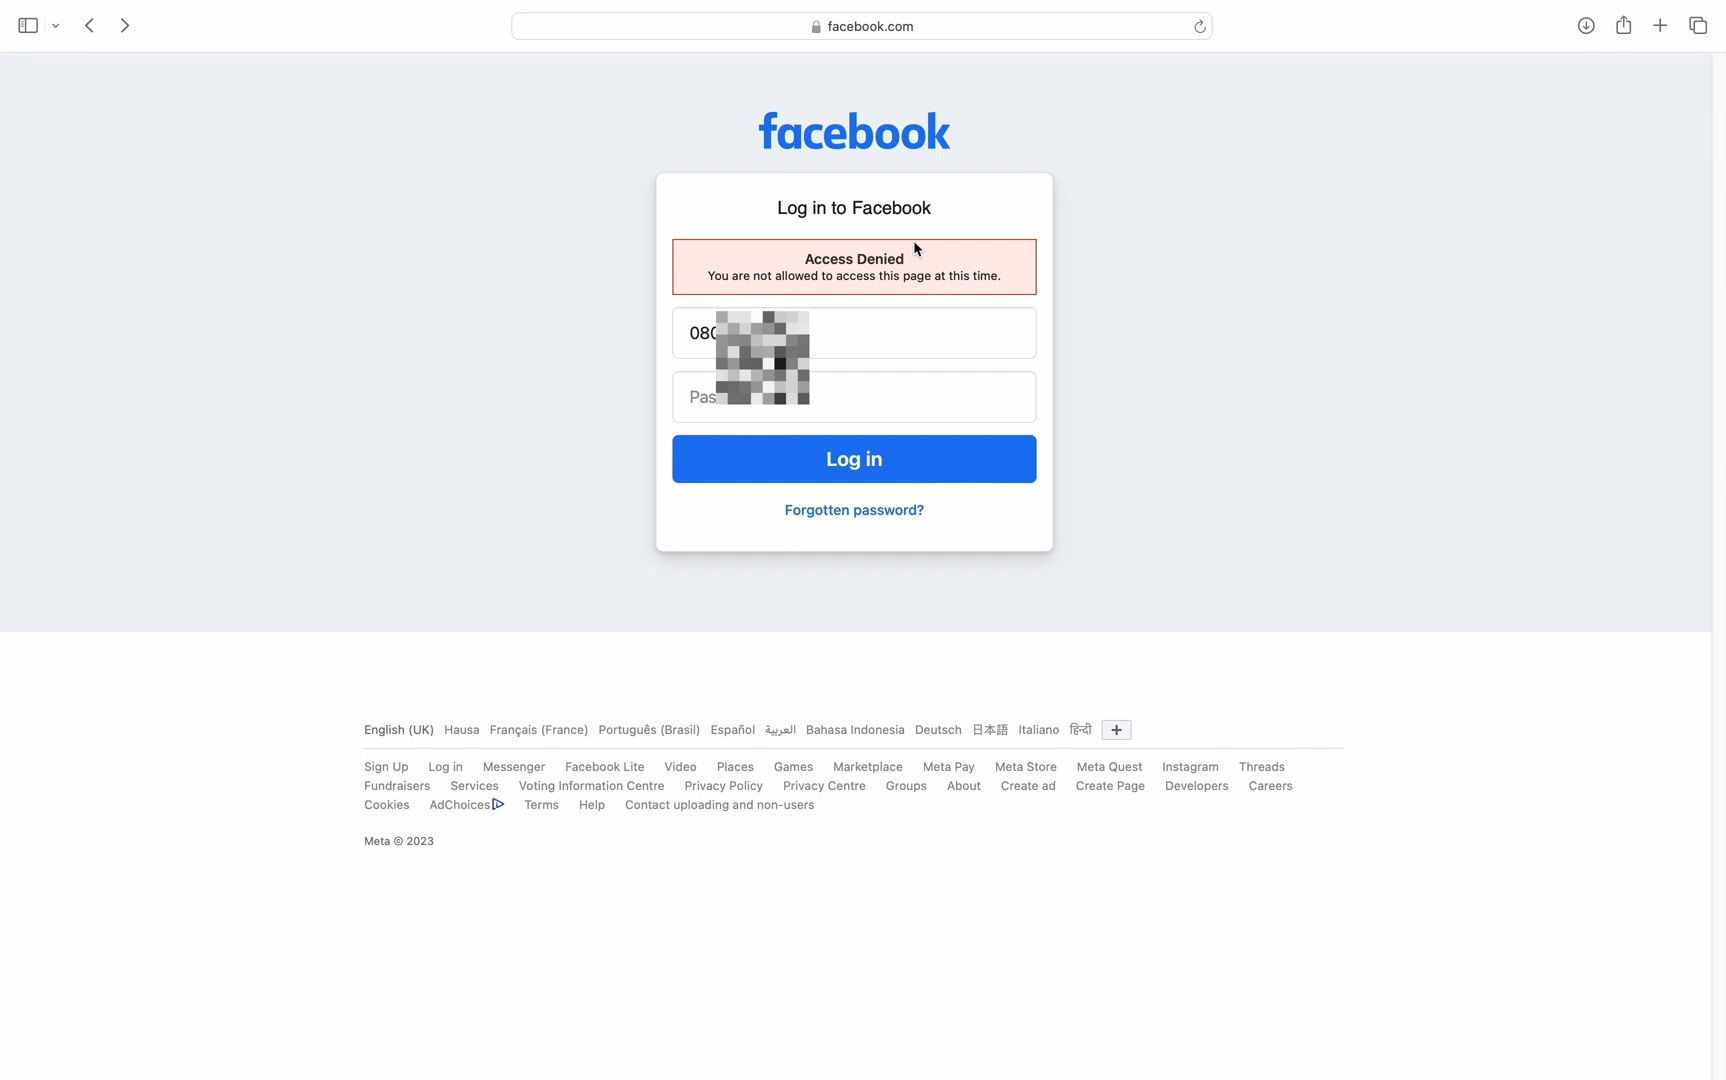 facebook.com
facebook
Log in to Facebook
Access Denied
You are not allowed to access this page at this time.
Log in
Forgotten password?
English (UK) Hausa Français (France) Português (Brasil) Español العربية Bahasa Indonesia Deutsch 日本語 Italiano हिन्दी +
Sign Up Log in Messenger Facebook Lite Video Places Games Marketplace Meta Pay Meta Store Meta Quest Instagram Threads
Fundraisers Services Voting Information Centre Privacy Policy Privacy Centre Groups About Create ad Create Page Developers Careers
Cookies AdChoices Terms Help Contact uploading and non-users
Meta © 2023